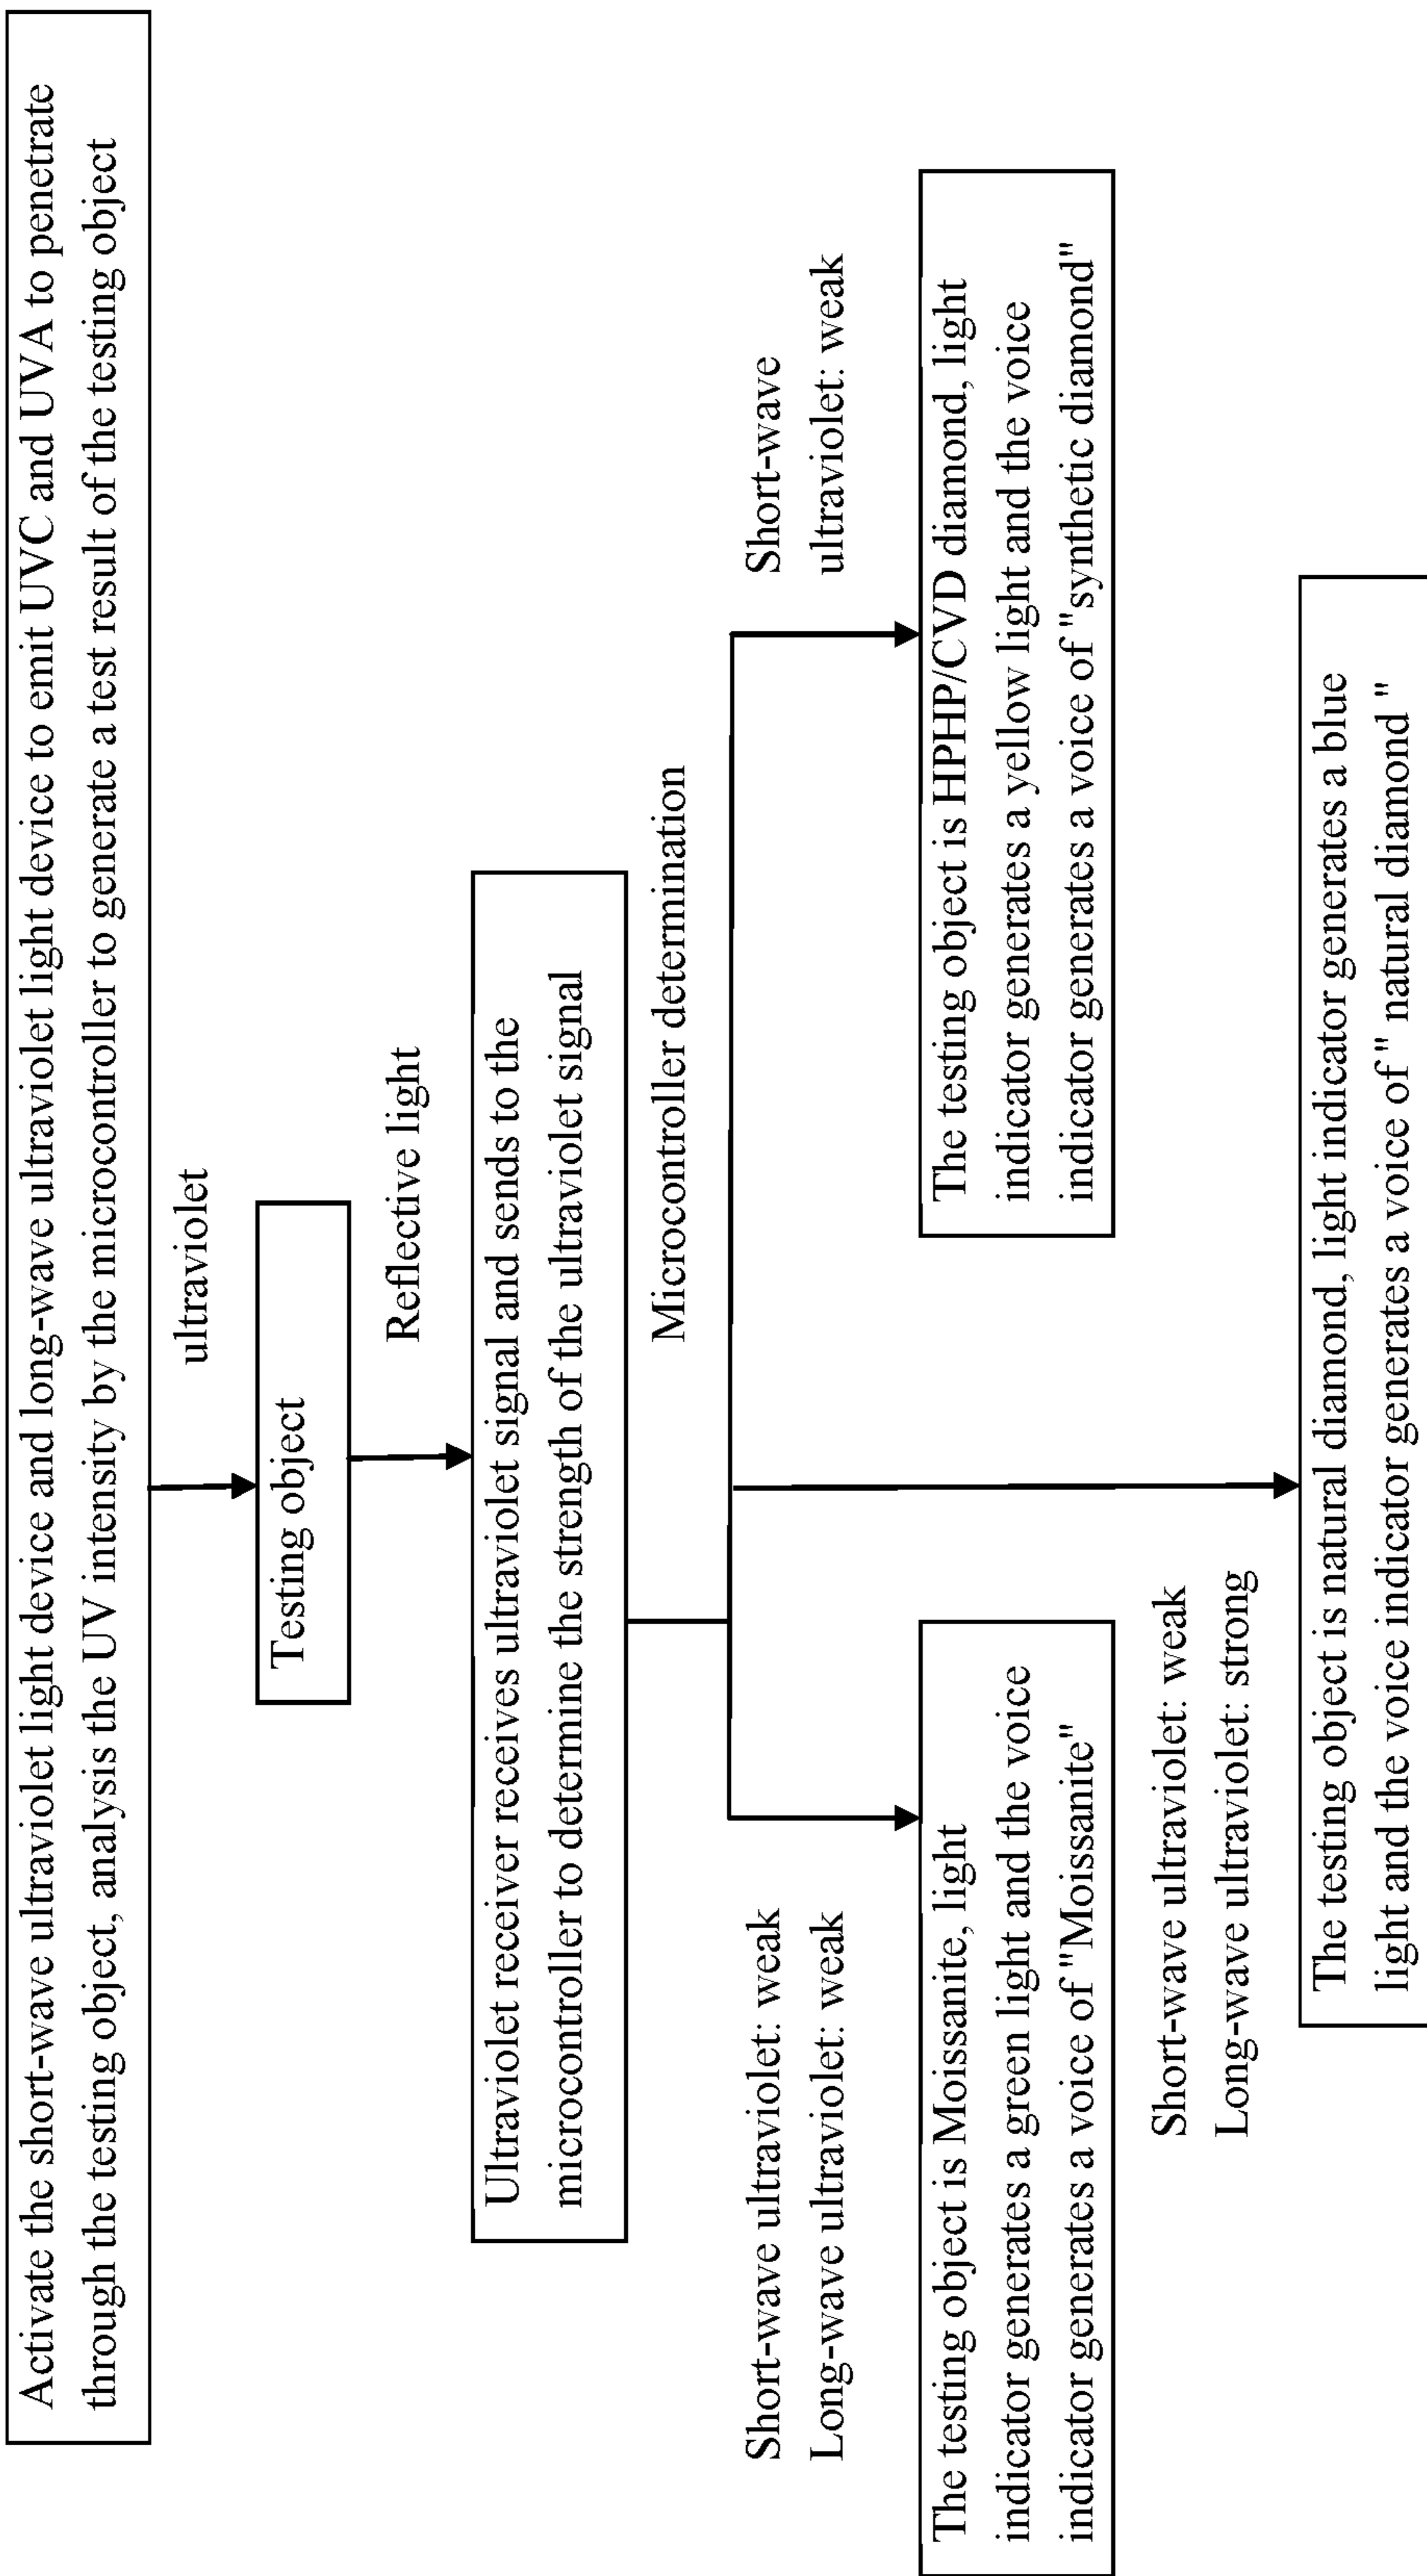 Activate the short-wave ultraviolet light device and long-wave ultraviolet light device to emit UVC and UVA to penetrate
through the testing object, analysis the UV intensity by the microcontroller to generate a test result of the testing object
ultraviolet
Testing object
Reflective light
Ultraviolet receiver receives ultraviolet signal and sends to the
microcontroller to determine the strength of the ultraviolet signal
Microcontroller determination
Short-wave ultraviolet: weak
Long-wave ultraviolet: weak
Short-wave
ultraviolet: weak
The testing object is Moissanite, light
indicator generates a green light and the voice
indicator generates a voice of "Moissanite"
The testing object is HPHP/CVD diamond, light
indicator generates a yellow light and the voice
indicator generates a voice of "synthetic diamond"
Short-wave ultraviolet: weak
Long-wave ultraviolet: strong
The testing object is natural diamond, light indicator generates a blue
light and the voice indicator generates a voice of " natural diamond "